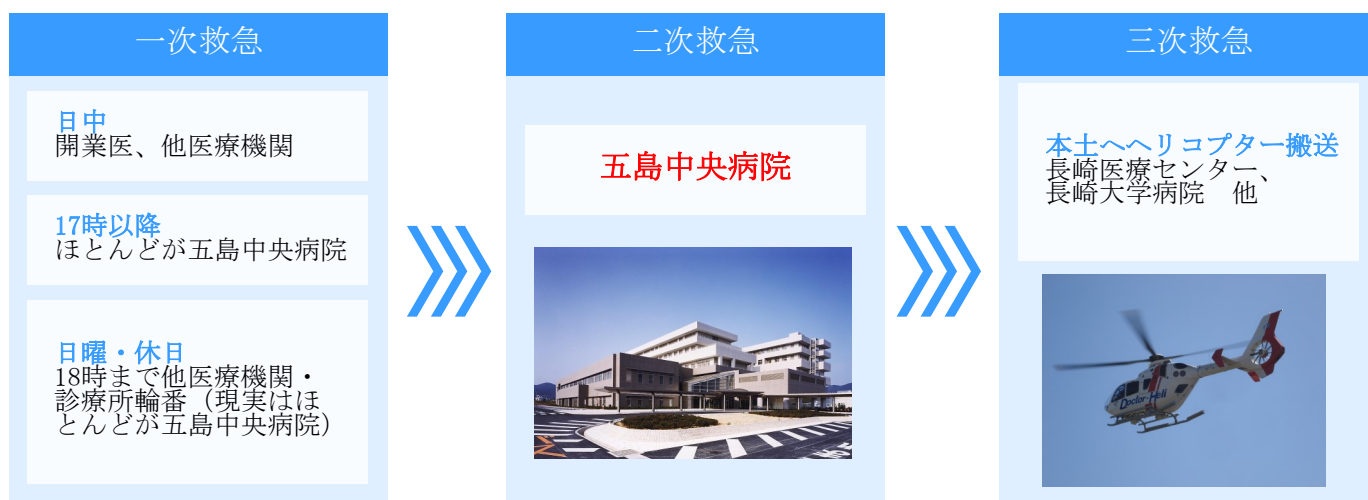 一次救急
日中
開業医、他医療機関
17時以降
ほとんどが五島中央病院
日曜・休日
18時まで他医療機関・
診療所輪番（現実はほ
とんどが五島中央病院）
二次救急
五島中央病院
三次救急
本土へヘリコプター搬送
長崎医療センター、
長崎大学病院　他
Doctor-Heli